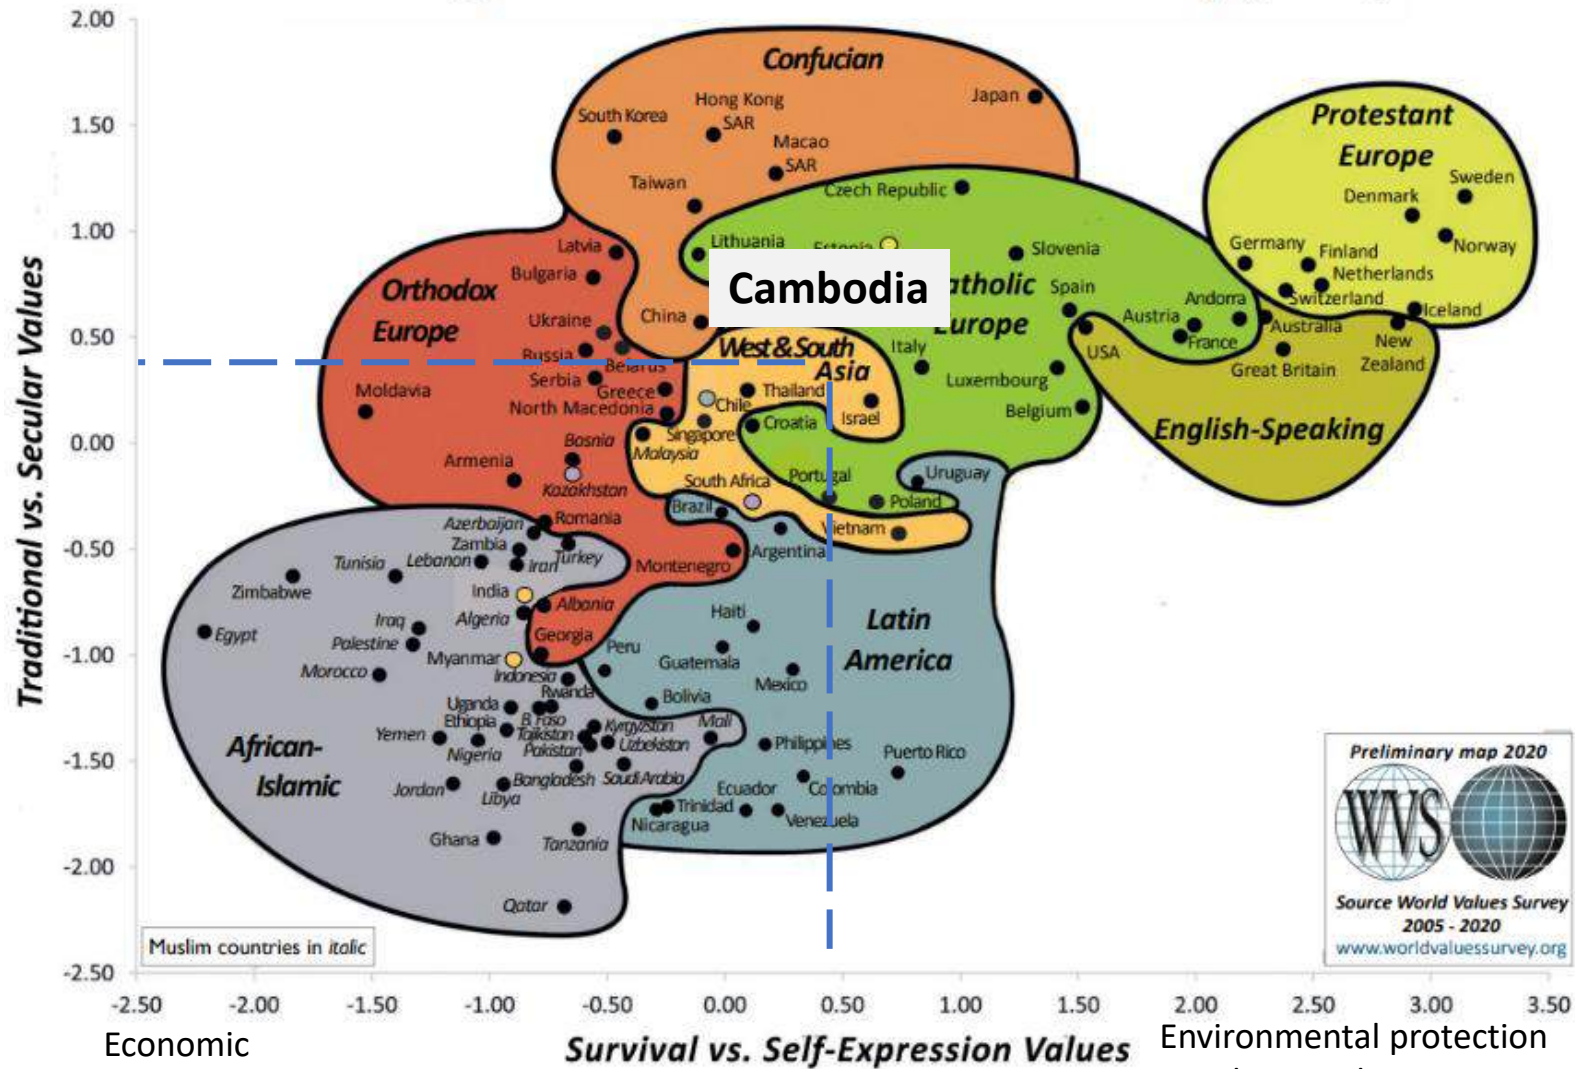 2.00
1.50
1.00
0.50
0.00
-0.50
-1.00
-1.50
-2.00
-2.50
Traditional vs. Secular Values
Confucian
Japan
Hong Kong
SAR
South Korea
Macao
SAR
Taiwan
China
Protestant
Europe
Sweden
Denmark
Norway
Germany
Finland
Netherlands
Switzerland
Iceland
Czech Republic
Lithuania
Estonia
Slovenia
Cambodia
atholic
Europe
Spain
Andorra
Austria
France
Italy
Luxembourg
Belgium
Croatia
Portugal
Poland
Australia
USA
Great Britain
New
Zealand
English-Speaking
Orthodox
Europe
Latvia
Bulgaria
Ukraine
Russia
Belarus
Serbia
Greece
North Macedonia
Moldavia
Bosnia
Armenia
Kazakhstan
Romania
Montenegro
Albania
Georgia
West & South
Asia
Thailand
Chile
Israel
Singapore
Malaysia
South Africa
Vietnam
Uruguay
Brazil
Argentina
Haiti
Latin
America
Peru
Guatemala
Mexico
Bolivia
Philippines
Puerto Rico
Ecuador
Colombia
Trinidad
Nicaragua
Venezuela
Azerbaijan
Zambia
Lebanon
Iran
Turkey
Tunisia
Zimbabwe
India
Algeria
Iraq
Egypt
Palestine
Myanmar
Morocco
Indonesia
Rwanda
Uganda
B. Faso
Ethiopia
Kyrgyzstan
Mali
Yemen
Tajikistan
Uzbekistan
Nigeria
Pakistan
African-
Islamic
Jordan
Bangladesh
Saudi Arabia
Libya
Ghana
Tanzania
Qatar
Muslim countries in italic
Preliminary map 2020
WVS
Source World Values Survey
2005 - 2020
www.worldvaluessurvey.org
-2.50 -2.00 -1.50 -1.00 -0.50 0.00 0.50 1.00 1.50 2.00 2.50 3.00 3.50
Economic
Survival vs. Self-Expression Values
Environmental protection